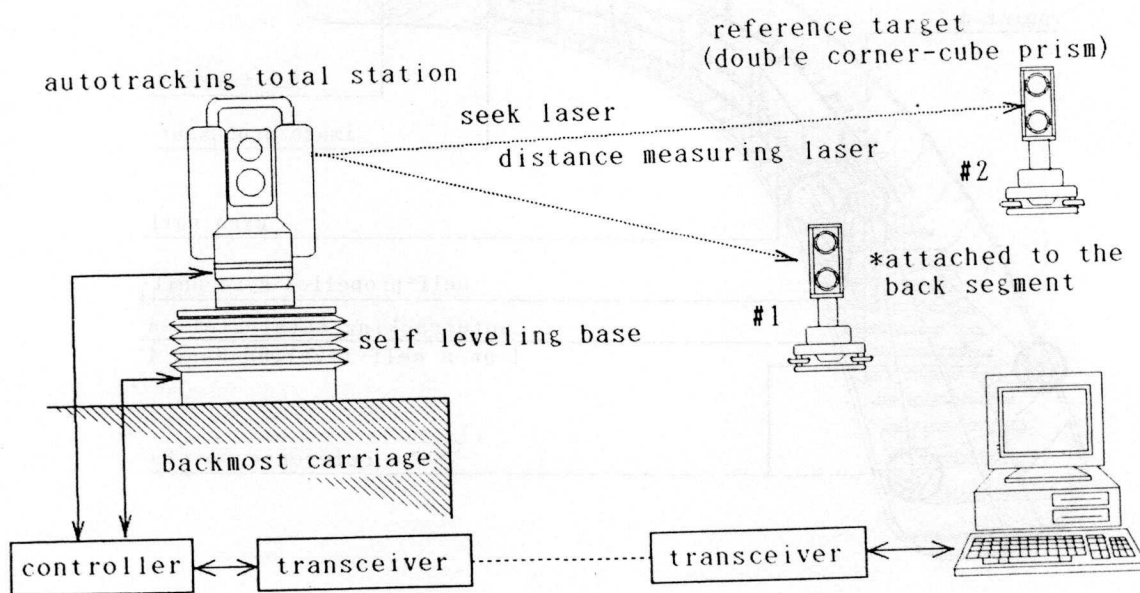 reference target
(double corner-cube prism)
autotracking total station
seek laser
distance measuring laser
#2
*attached to the
back segment
#1
self leveling base
backmost carriage
controller
transceiver
transceiver